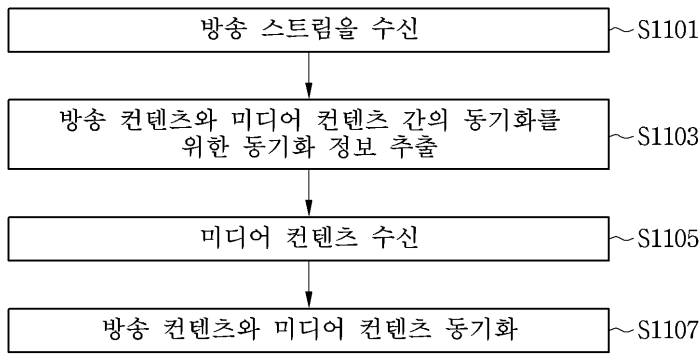 방송 스트림을 수신
S1101
방송 컨텐츠와 미디어 컨텐츠 간의 동기화를
위한 동기화 정보 추출
S1103
미디어 컨텐츠 수신
S1105
방송 컨텐츠와 미디어 컨텐츠 동기화
S1107